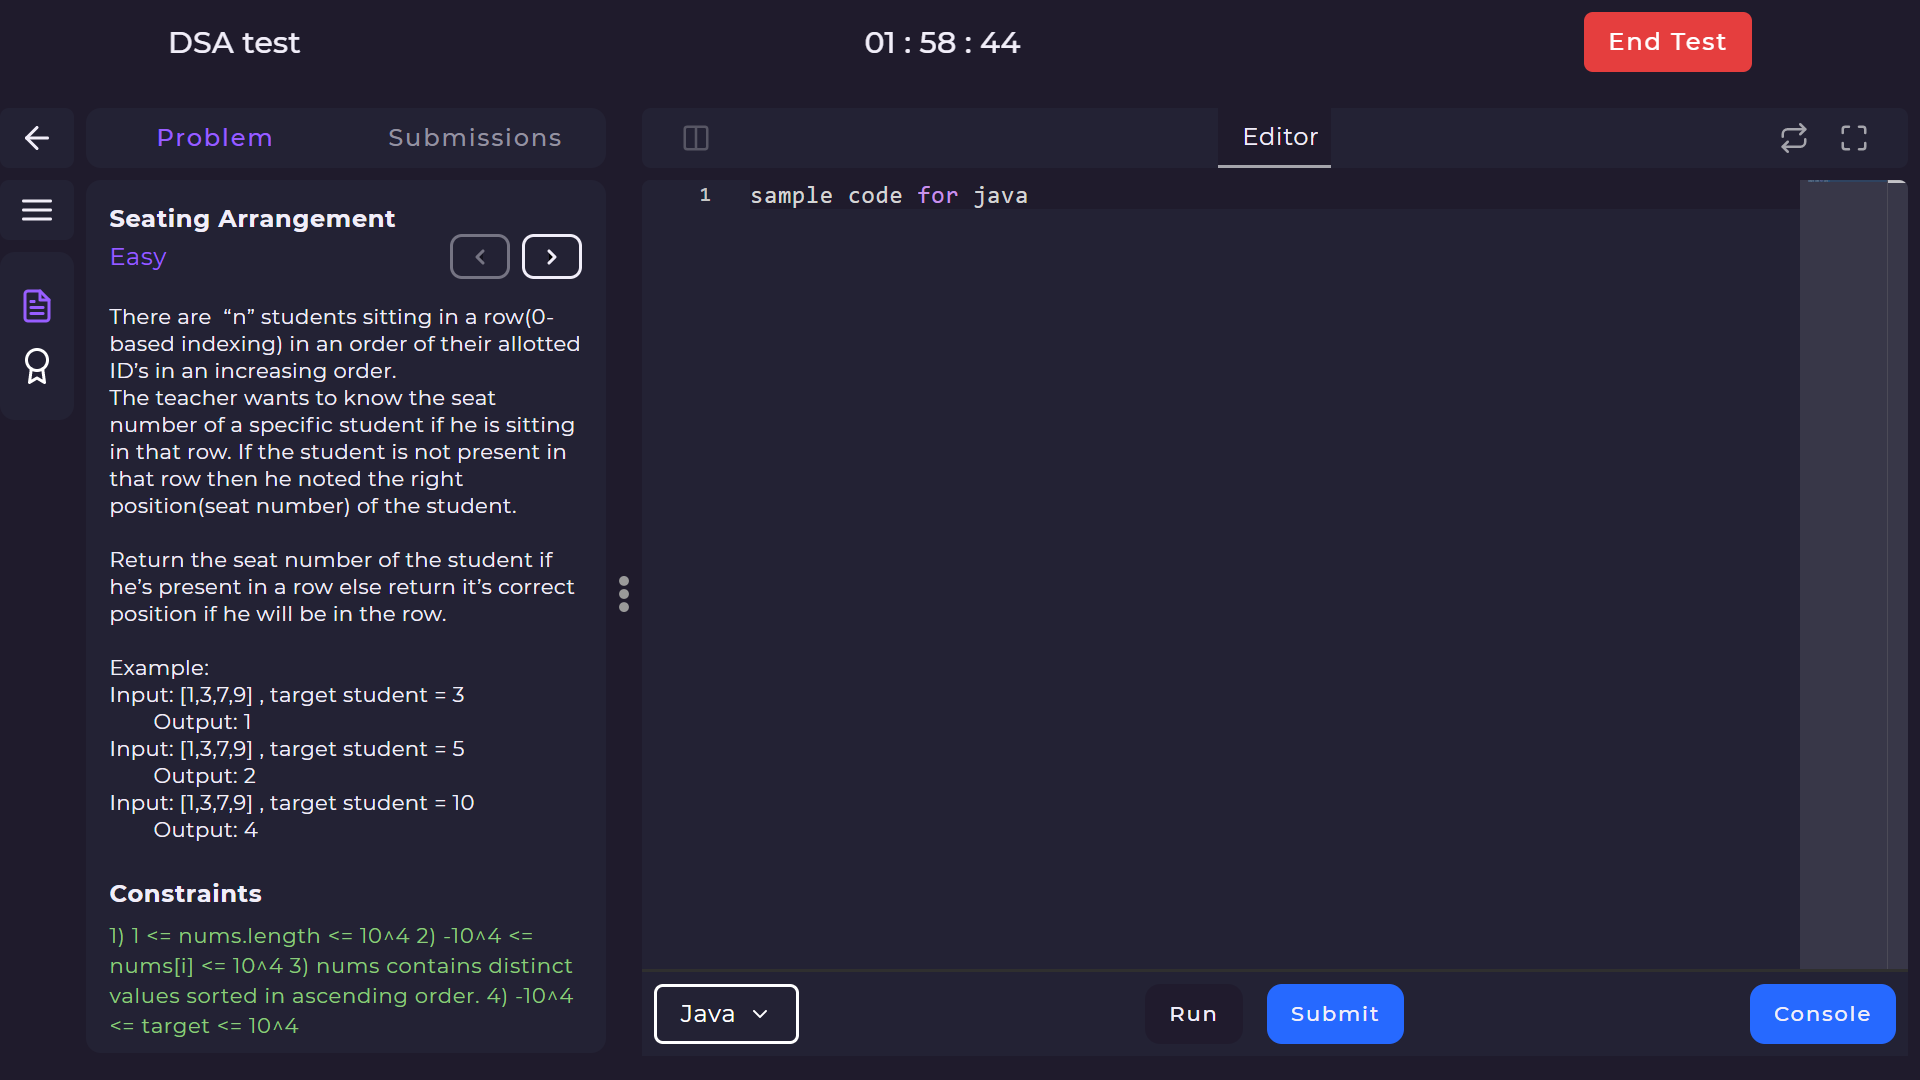 DSA test
01 : 58 : 44
End Test
Problem
Submissions
Editor
Seating Arrangement
Easy
There are “n” students sitting in a row(0-
based indexing) in an order of their allotted
ID’s in an increasing order.
The teacher wants to know the seat
number of a specific student if he is sitting
in that row. If the student is not present in
that row then he noted the right
position(seat number) of the student.
Return the seat number of the student if
he’s present in a row else return it’s correct
position if he will be in the row.
Example:
Input: [1,3,7,9] , target student = 3
Output: 1
Input: [1,3,7,9] , target student = 5
Output: 2
Input: [1,3,7,9] , target student = 10
Output: 4
Constraints
1) 1 <= nums.length <= 10^4 2) -10^4 <=
nums[i] <= 10^4 3) nums contains distinct
values sorted in ascending order. 4) -10^4
<= target <= 10^4
1 sample code for java
Java
Run
Submit
Console